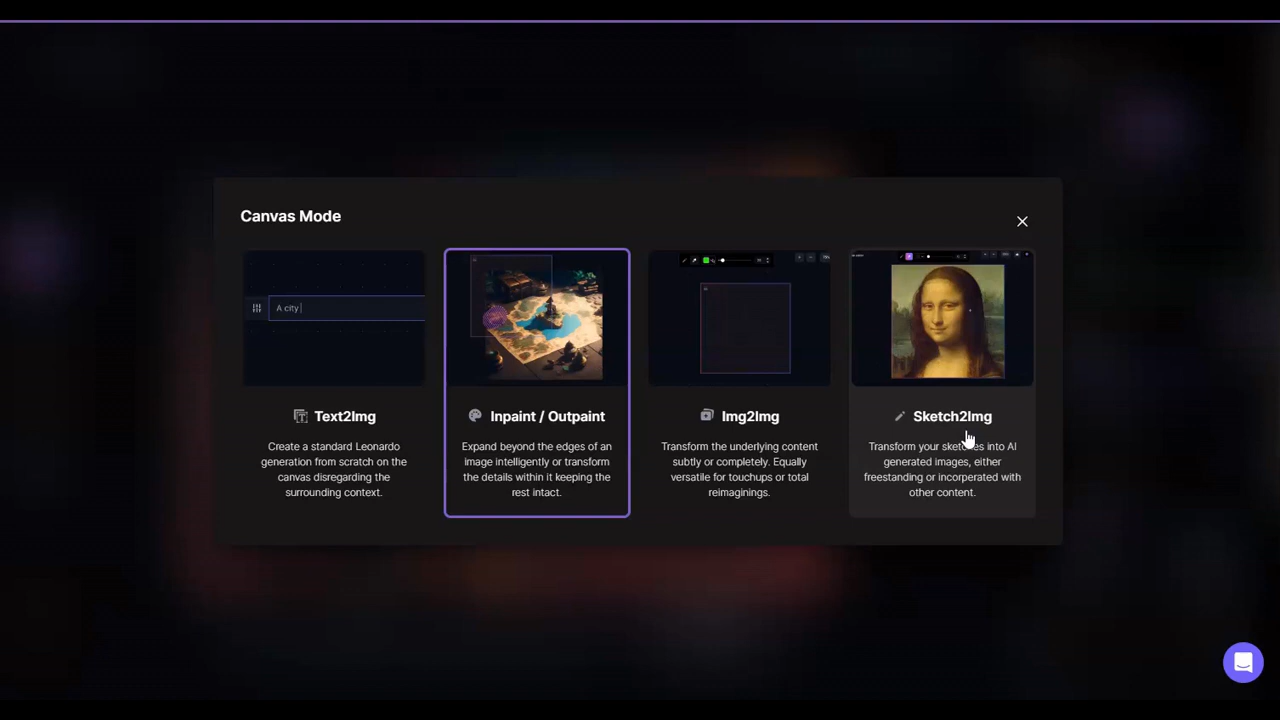 Canvas Mode
A city
Text2Img
Create a standard Leonardo
generation from scratch on the
canvas disregarding the
surrounding context.
Inpaint / Outpaint
Expand beyond the edges of an
image intelligently or transform
the details within it keeping the
rest intact.
Img2Img
Transform the underlying content
subtly or completely. Equally
versatile for touchups or total
reimaginings.
Sketch2Img
Transform your sketches into AI
generated images, either
freestanding or incorperated with
other content.